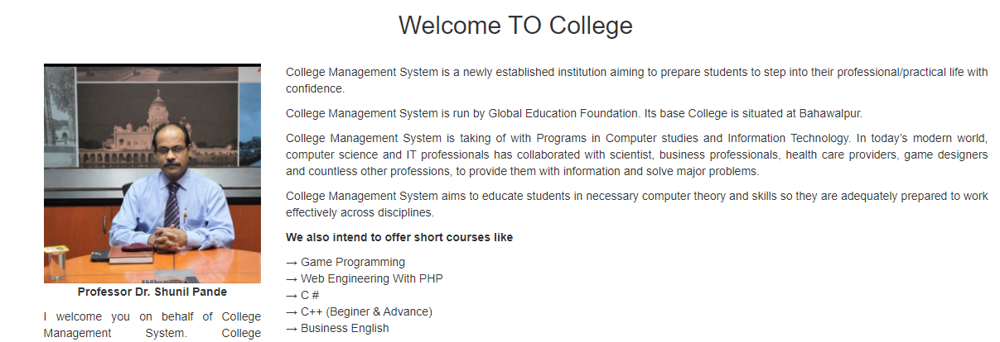 Welcome TO College
College Management System is a newly established institution aiming to prepare students to step into their professional/practical life with
confidence.
College Management System is run by Global Education Foundation. Its base College is situated at Bahawalpur.
College Management System is taking of with Programs in Computer studies and Information Technology. In today's modern world,
computer science and IT professionals has collaborated with scientist, business professionals, health care providers, game designers
and countless other professions, to provide them with information and solve major problems.
College Management System aims to educate students in necessary computer theory and skills so they are adequately prepared to work
effectively across disciplines.
We also intend to offer short courses like
→ Game Programming
→ Web Engineering With PHP
→ C #
→ C++ (Beginer & Advance)
→ Business English
Professor Dr. Shunil Pande
I welcome you on behalf of College
Management System. College